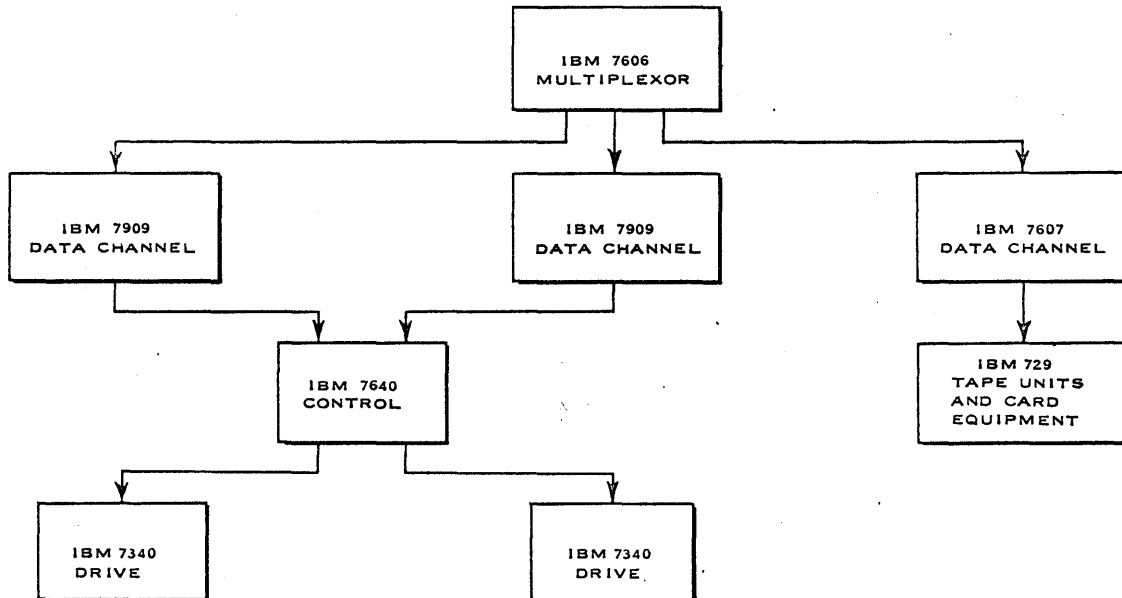 IBM 7606
MULTIPLEXOR
IBM 7909
DATA CHANNEL
IBM 7909
DATA CHANNEL
IBM 7607
DATA CHANNEL
IBM 7640
CONTROL
IBM 729
TAPE UNITS
AND CARD
EQUIPMENT
IBM 7340
DRIVE
IBM 7340
DRIVE